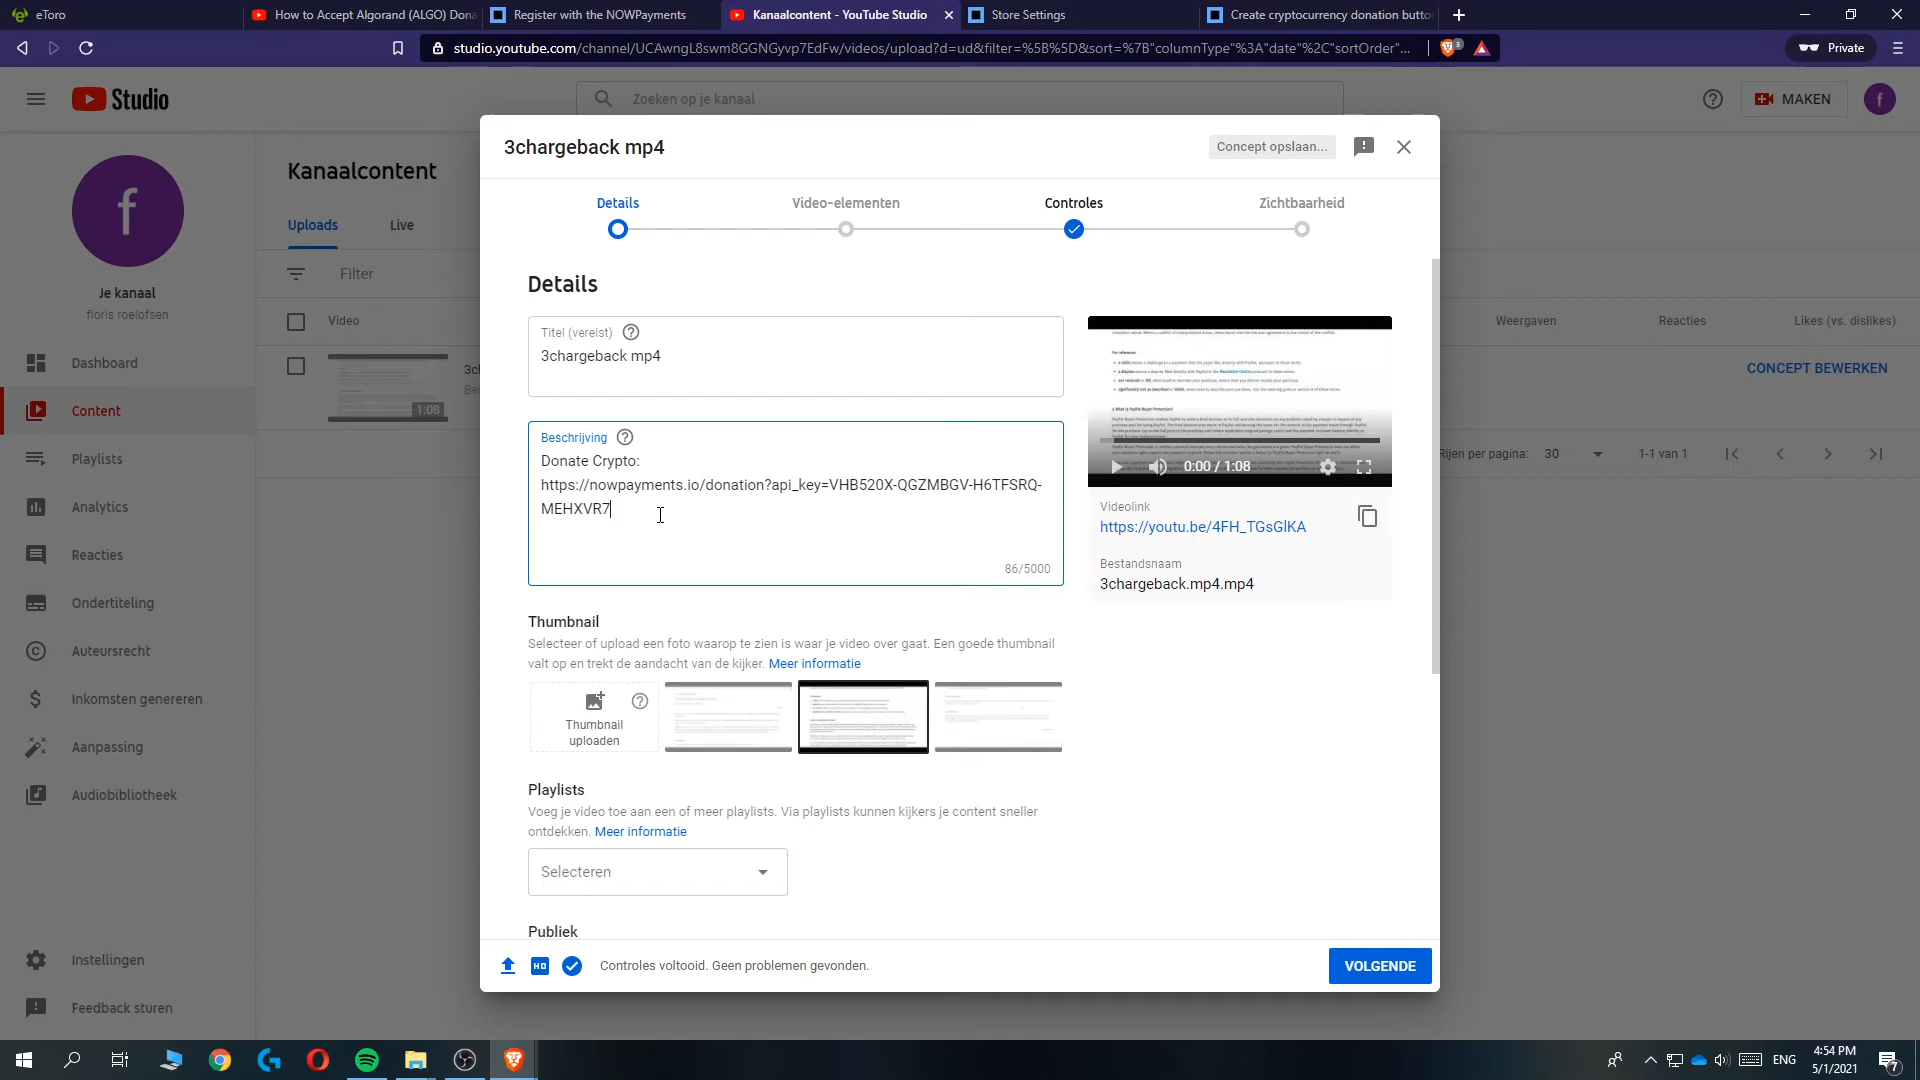 eToro
How to Accept Algorand (ALGO) Dona
Register with the NOWPayments
Kanaalcontent - YouTube Studio
Store Settings
Create cryptocurrency donation butto
studio.youtube.com/channel/UCAwngL8swm8GGNGyvp7EdFw/videos/upload?d=ud&filter=%5B%5D&sort=%7B"columnType"%3A"date"%2C"sortOrder"...
3
Private
Studio
Zoeken op je kanaal
MAKEN
f
f
Je kanaal
floris roelofsen
Dashboard
Content
Playlists
Analytics
Reacties
Ondertiteling
Auteursrecht
Inkomsten genereren
Aanpassing
Audiobibliotheek
Instellingen
Feedback sturen
Kanaalcontent
Uploads
Live
Filter
Video
1:08
Weergaven
Reacties
Likes (vs. dislikes)
CONCEPT BEWERKEN
Rijen per pagina:
30
1-1 van 1
3chargeback mp4
Concept opslaan...
Details
Video-elementen
Controles
Zichtbaarheid
Details
Titel (vereist)
3chargeback mp4
Beschrijving
Donate Crypto:
https://nowpayments.io/donation?api_key=VHB520X-QGZMBGV-H6TFSRQ-
MEHXVR7
86/5000
0:00 / 1:08
Videolink
https://youtu.be/4FH_TGsGlKA
Bestandsnaam
3chargeback.mp4.mp4
Thumbnail
Selecteer of upload een foto waarop te zien is waar je video over gaat. Een goede thumbnail
valt op en trekt de aandacht van de kijker. Meer informatie
Thumbnail
uploaden
Playlists
Voeg je video toe aan een of meer playlists. Via playlists kunnen kijkers je content sneller
ontdekken. Meer informatie
Selecteren
Publiek
HD
Controles voltooid. Geen problemen gevonden.
VOLGENDE
ENG
4:54 PM
5/1/2021
7